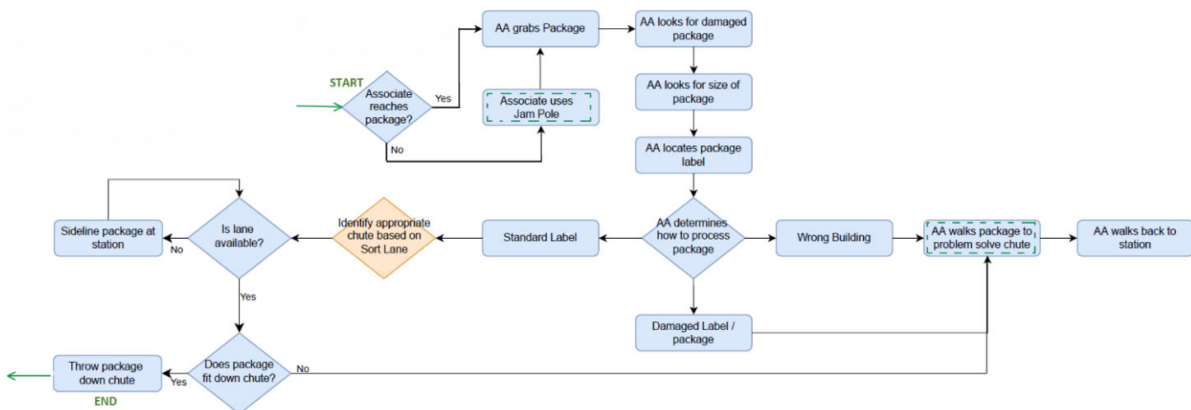 AA grabs Package
AA looks for damaged
package
START
Associate
reaches
package?
Yes
No
Associate uses
Jam Pole
AA looks for size of
package
AA locates package
label
AA determines
how to process
package
Standard Label
Identify appropriate
chute based on
Sort Lane
Is lane
available?
No
Sideline package at
station
Yes
Wrong Building
AA walks package to
problem solve chute
AA walks back to
station
Damaged Label /
package
Does package
fit down chute?
No
Yes
Throw package
down chute
END